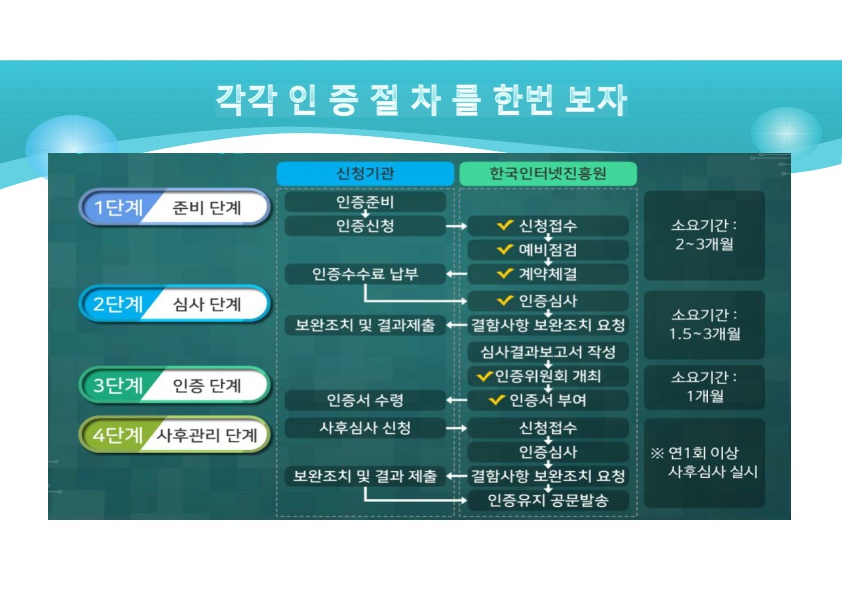 각각 인 증 절 차 를 한번 보자
신청기관
한국인터넷진흥원
1단계 준비 단계
인증준비
인증신청
신청접수
예비점검
인증수수료 납부
계약체결
소요기간 :
2~3개월
2단계 심사 단계
인증심사
보완조치 및 결과제출
결함사항 보완조치 요청
심사결과보고서 작성
소요기간 :
1.5~3개월
3단계 인증 단계
인증위원회 개최
인증서 수령
인증서 부여
소요기간 :
1개월
4단계 사후관리 단계
사후심사 신청
신청접수
인증심사
보완조치 및 결과 제출
결함사항 보완조치 요청
인증유지 공문발송
※ 연1회 이상
사후심사 실시